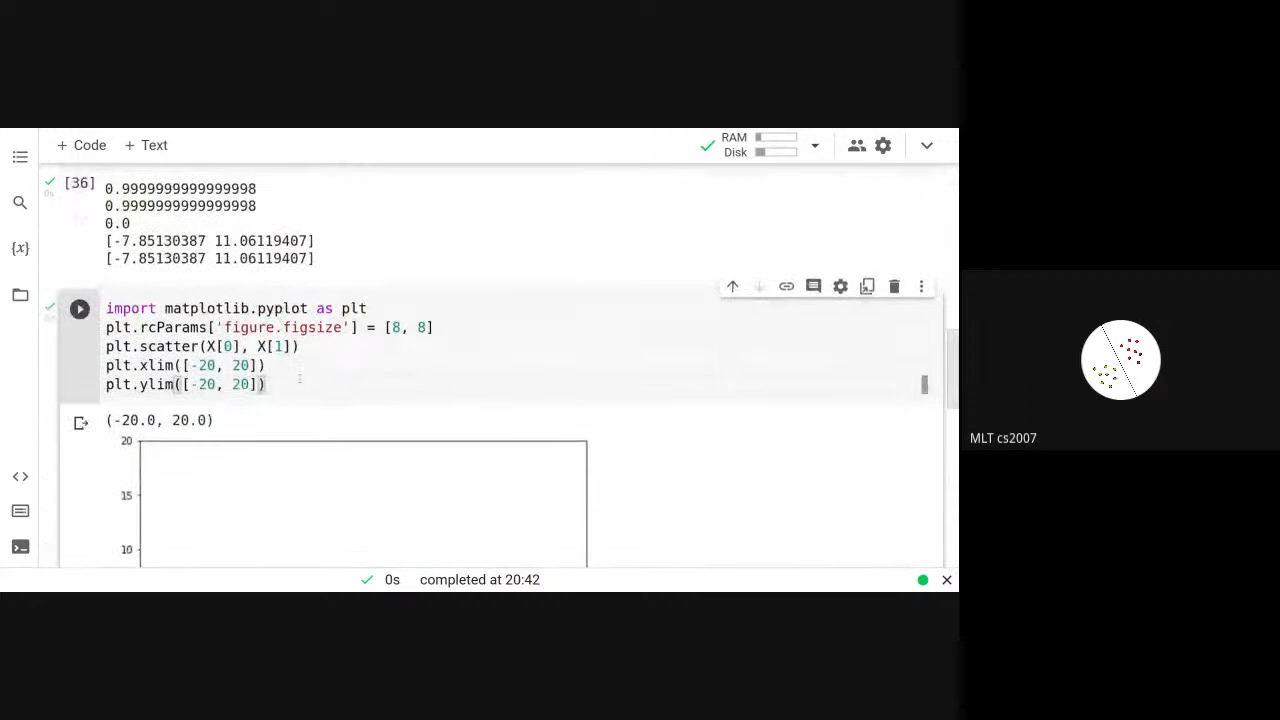 + Code + Text
RAM
Disk
[36]
0s
0.9999999999999998
0.9999999999999998
0.0
[-7.85130387 11.06119407]
[-7.85130387 11.06119407]
{x}
import matplotlib.pyplot as plt
plt.rcParams['figure.figsize'] = [8, 8]
plt.scatter(X[0], X[1])
plt.xlim([-20, 20])
plt.ylim([-20, 20])
(-20.0, 20.0)
20
15
10
0s completed at 20:42
MLT cs2007